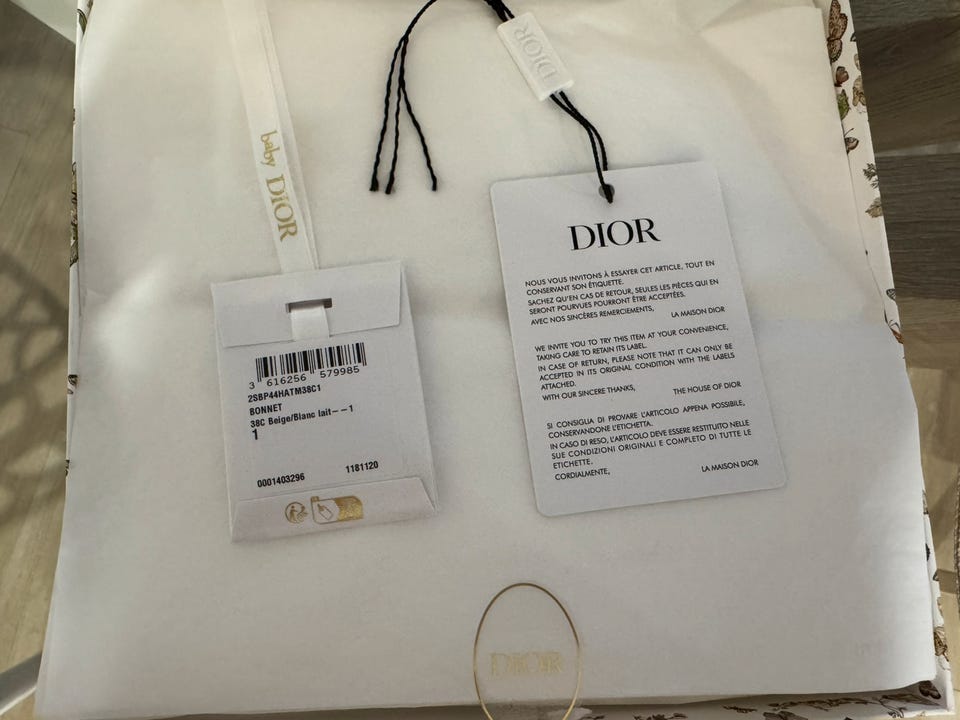 baby DIOR
3 616256 579985
2SBP44HATM38C1
BONNET
38C Beige/Blanc lait--1
1
0001403296 1181120
DIOR
DIOR
NOUS VOUS INVITONS À ESSAYER CET ARTICLE, TOUT EN
CONSERVANT SON ÉTIQUETTE.
SACHEZ QU'EN CAS DE RETOUR, SEULES LES PIÈCES QUI EN
SERONT POURVUES POURRONT ÊTRE ACCEPTÉES.
AVEC NOS SINCÈRES REMERCIEMENTS, LA MAISON DIOR
WE INVITE YOU TO TRY THIS ITEM AT YOUR CONVENIENCE,
TAKING CARE TO RETAIN ITS LABEL.
IN CASE OF RETURN, PLEASE NOTE THAT IT CAN ONLY BE
ACCEPTED IN ITS ORIGINAL CONDITION WITH THE LABELS
ATTACHED.
WITH OUR SINCERE THANKS, THE HOUSE OF DIOR
SI CONSIGLIA DI PROVARE L'ARTICOLO APPENA POSSIBILE,
CONSERVANDONE L'ETICHETTA.
IN CASO DI RESO, L'ARTICOLO DEVE ESSERE RESTITUITO NELLE
SUE CONDIZIONI ORIGINALI E COMPLETO DI TUTTE LE
ETICHETTE.
CORDIALMENTE, LA MAISON DIOR
DIOR